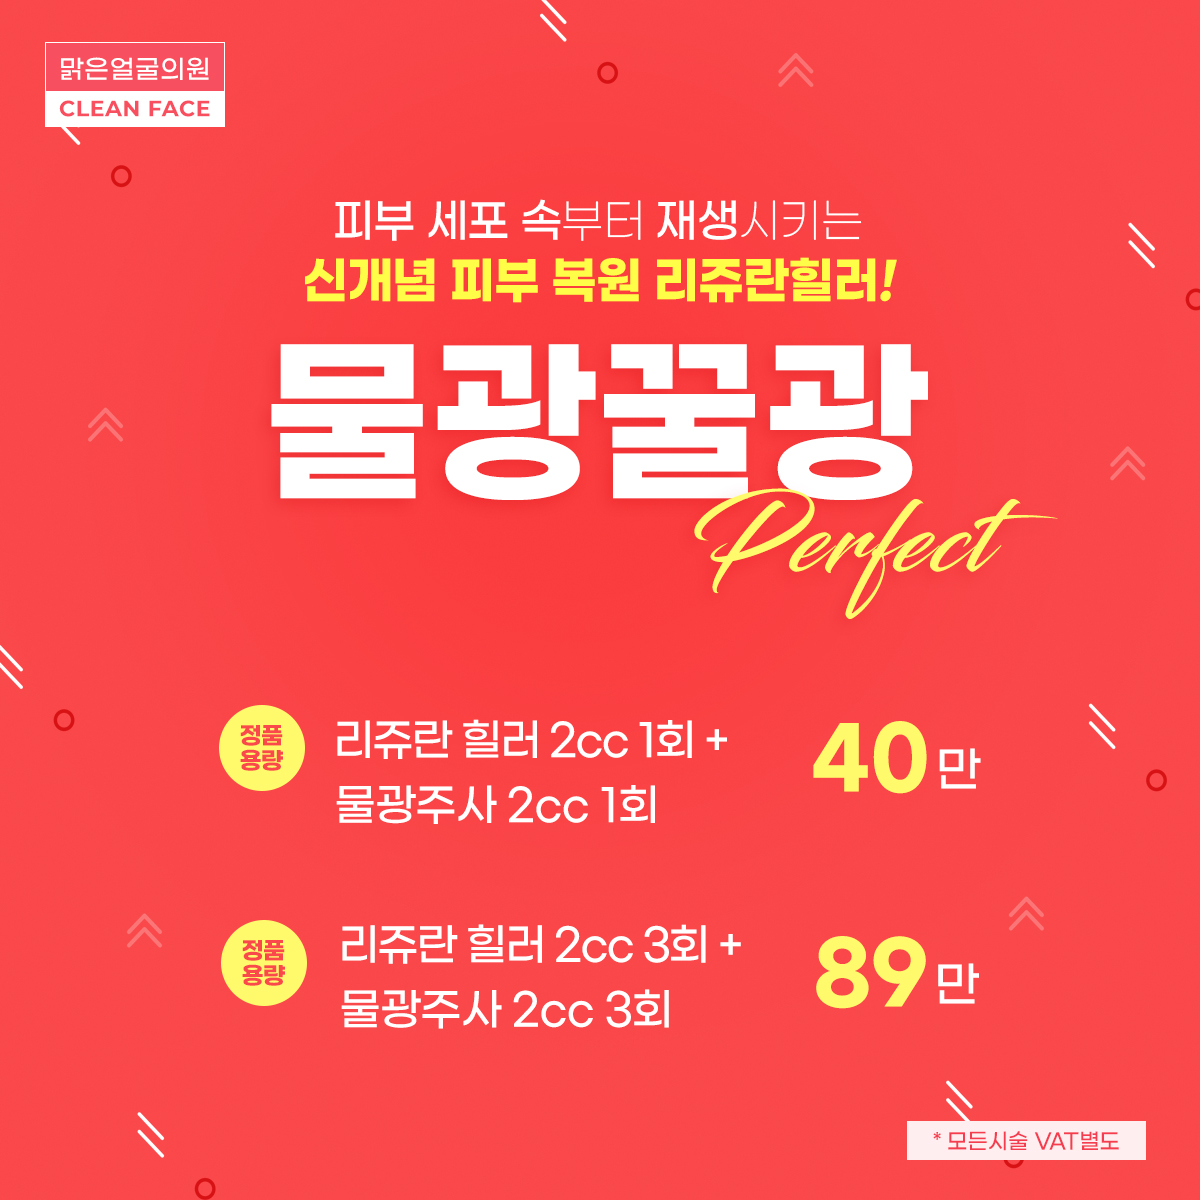 맑은얼굴의원
CLEAN FACE
피부 세포 속부터 재생시키는
신개념 피부 복원 리쥬란힐러!
물광꿀광
Perfect
정품
용량
리쥬란 힐러 2cc 1회 +
물광주사 2cc 1회
40만
정품
용량
리쥬란 힐러 2cc 3회 +
물광주사 2cc 3회
89만
* 모든시술 VAT별도